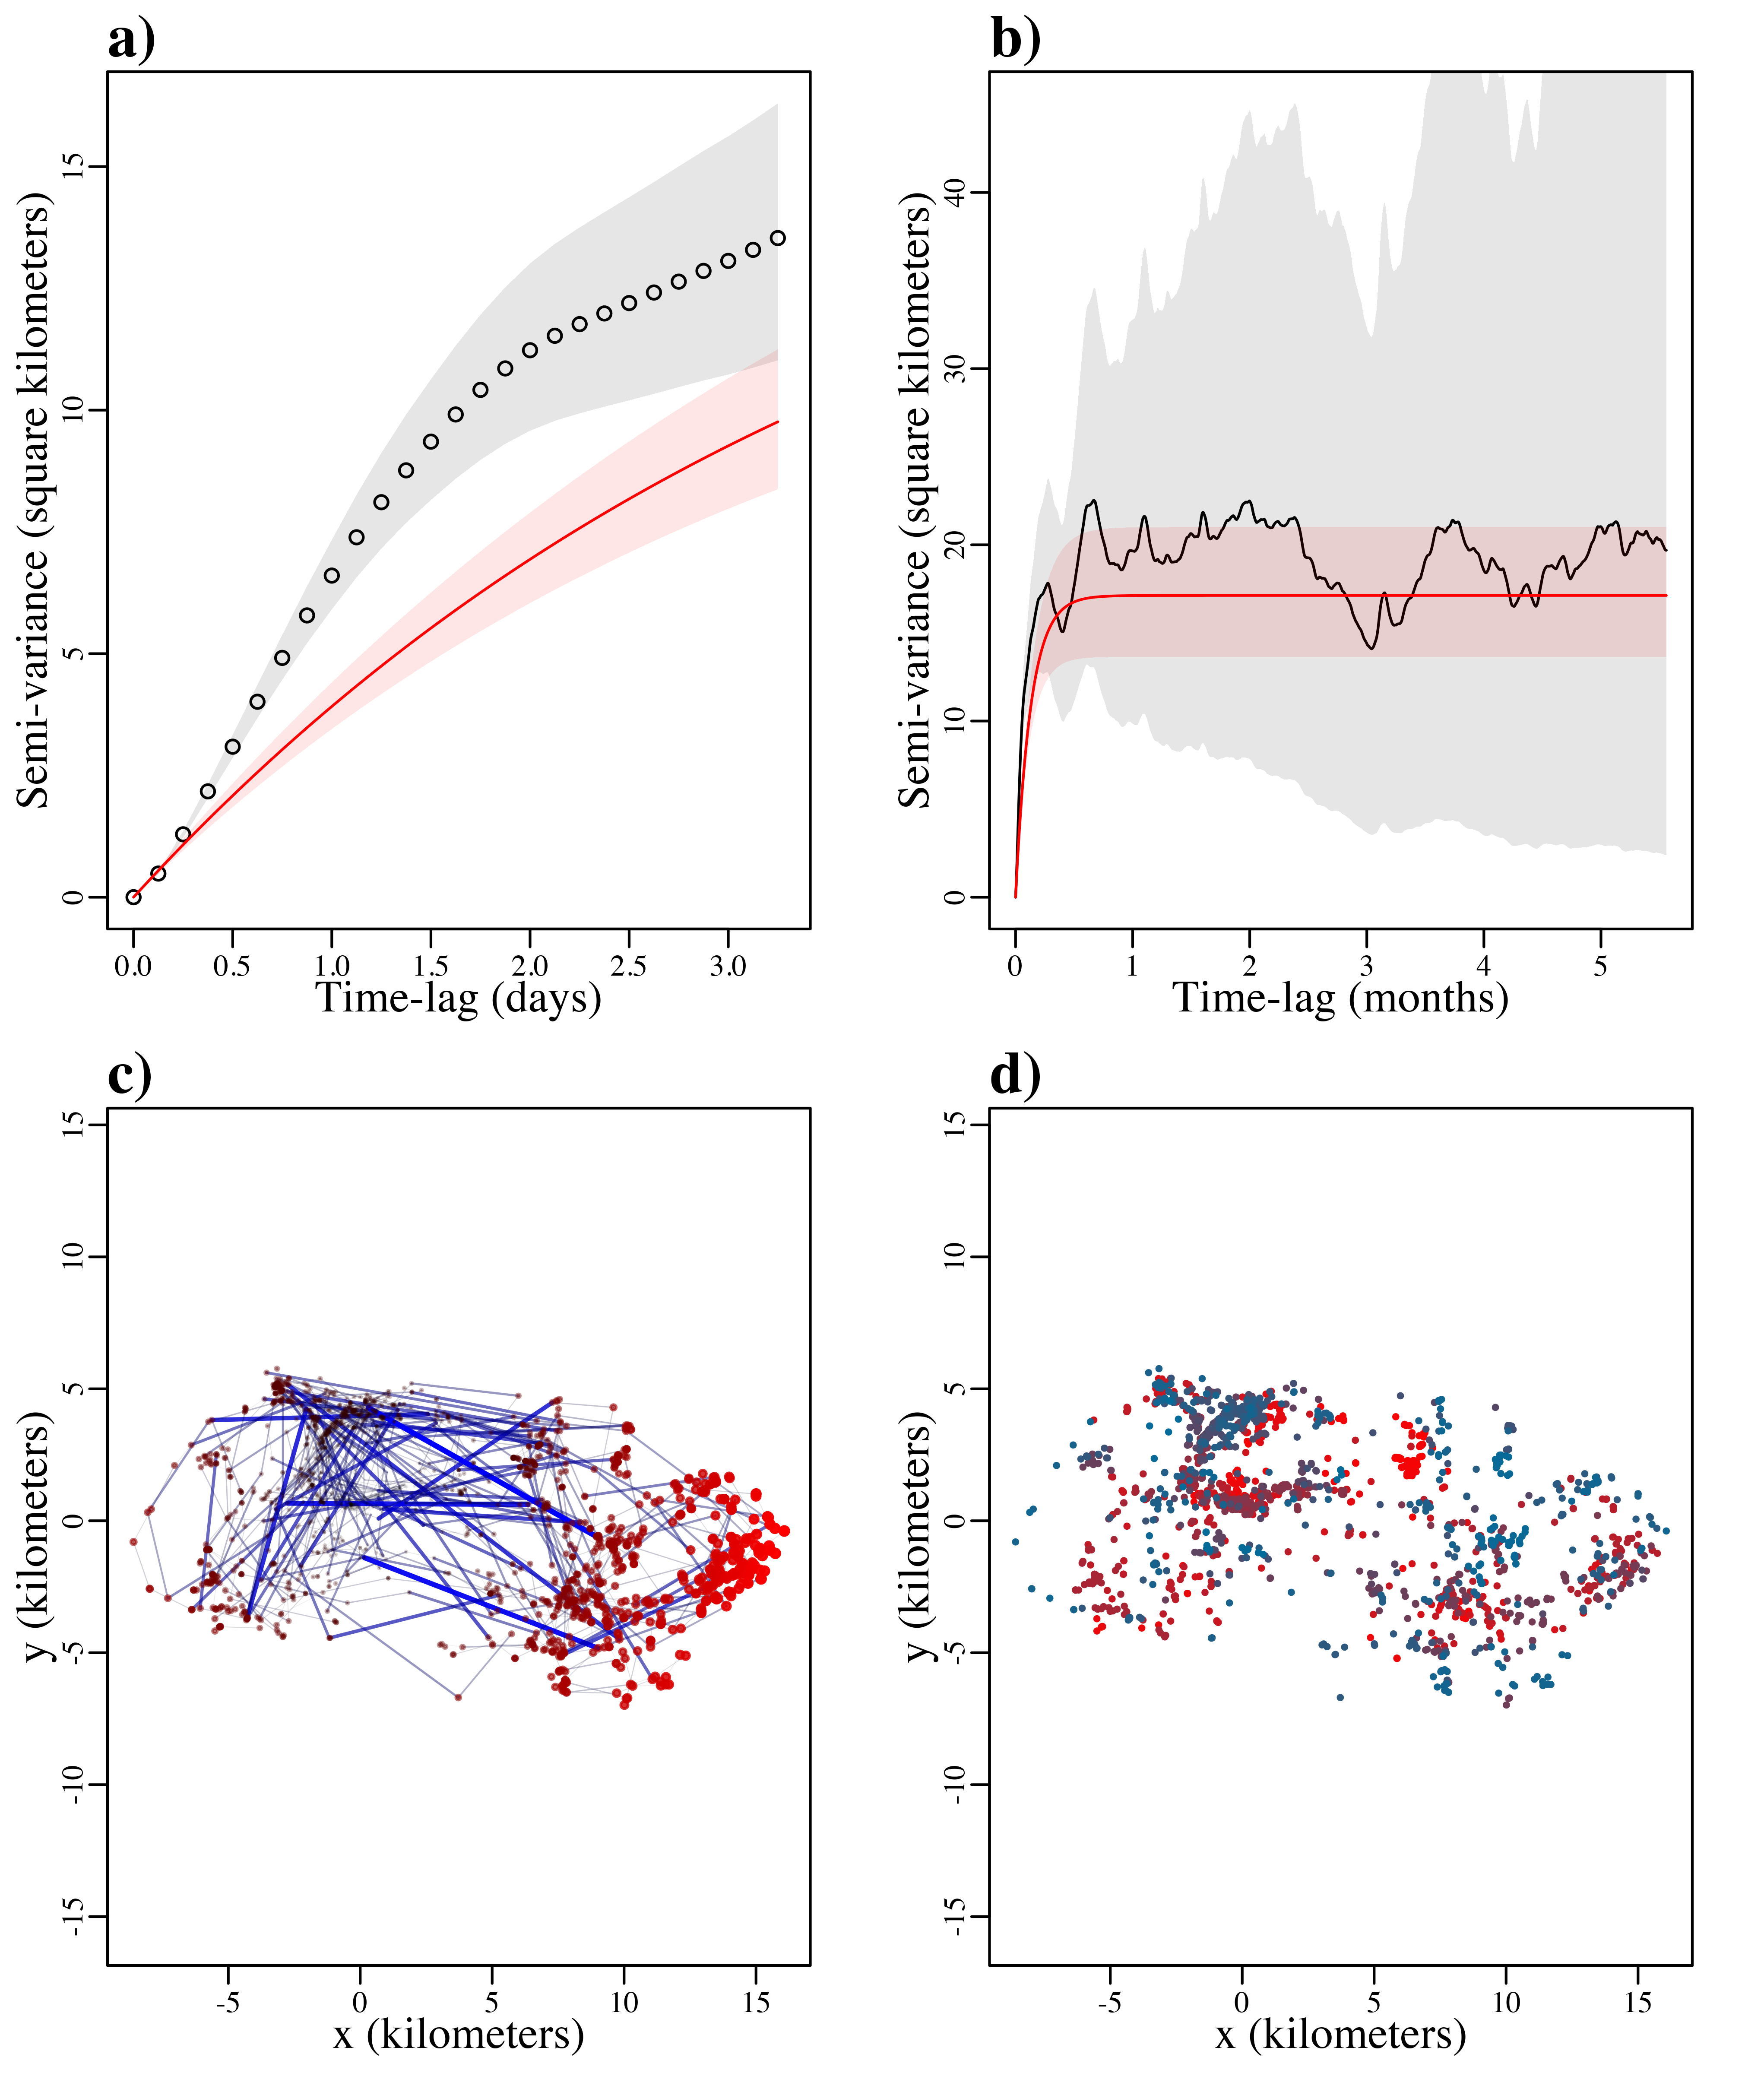 a)
Semi-variance (square kilometers)
0 5 10 15
0.0 0.5 1.0 1.5 2.0 2.5 3.0
Time-lag (days)
b)
Semi-variance (square kilometers)
0 10 20 30 40
0 1 2 3 4 5
Time-lag (months)
c)
y (kilometers)
-15 -10 -5 0 5 10 15
-5 0 5 10 15
x (kilometers)
d)
y (kilometers)
-15 -10 -5 0 5 10 15
-5 0 5 10 15
x (kilometers)